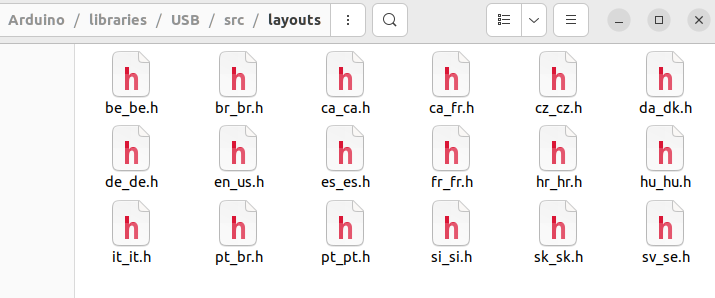 Arduino / libraries / USB / src / layouts
h h h h h h
be_be.h br_br.h ca_ca.h ca_fr.h cz_cz.h da_dk.h
h h h h h h
de_de.h en_us.h es_es.h fr_fr.h hr_hr.h hu_hu.h
h h h h h h
it_it.h pt_br.h pt_pt.h si_si.h sk_sk.h sv_se.h